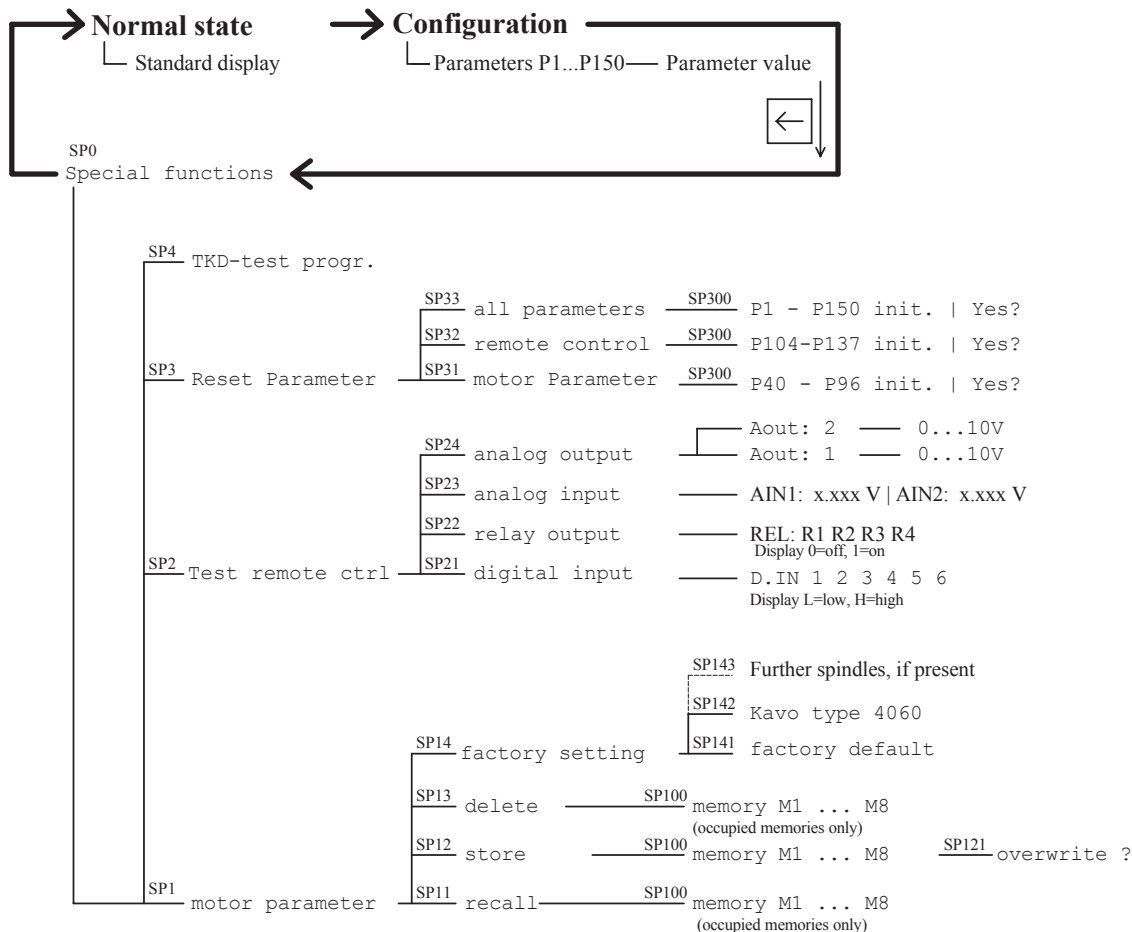 Normal state
Configuration
Standard display
Parameters P1...P150
Parameter value
SP0
Special functions
SP4
TKD-test progr.
SP33
all parameters
SP300
P1 - P150 init. | Yes?
SP32
remote control
SP300
P104-P137 init. | Yes?
SP3
Reset Parameter
SP31
motor Parameter
SP300
P40 - P96 init. | Yes?
Aout: 2
0...10V
SP24
analog output
Aout: 1
0...10V
SP23
analog input
AIN1: x.xxx V | AIN2: x.xxx V
SP22
relay output
REL: R1 R2 R3 R4
Display 0=off, 1=on
SP2
Test remote ctrl
SP21
digital input
D.IN 1 2 3 4 5 6
Display L=low, H=high
SP143
Further spindles, if present
SP142
Kavo type 4060
SP14
factory setting
SP141
factory default
SP13
delete
SP100
memory M1 ... M8
(occupied memories only)
SP12
store
SP100
memory M1 ... M8
SP121
overwrite ?
SP1
motor parameter
SP11
recall
SP100
memory M1 ... M8
(occupied memories only)